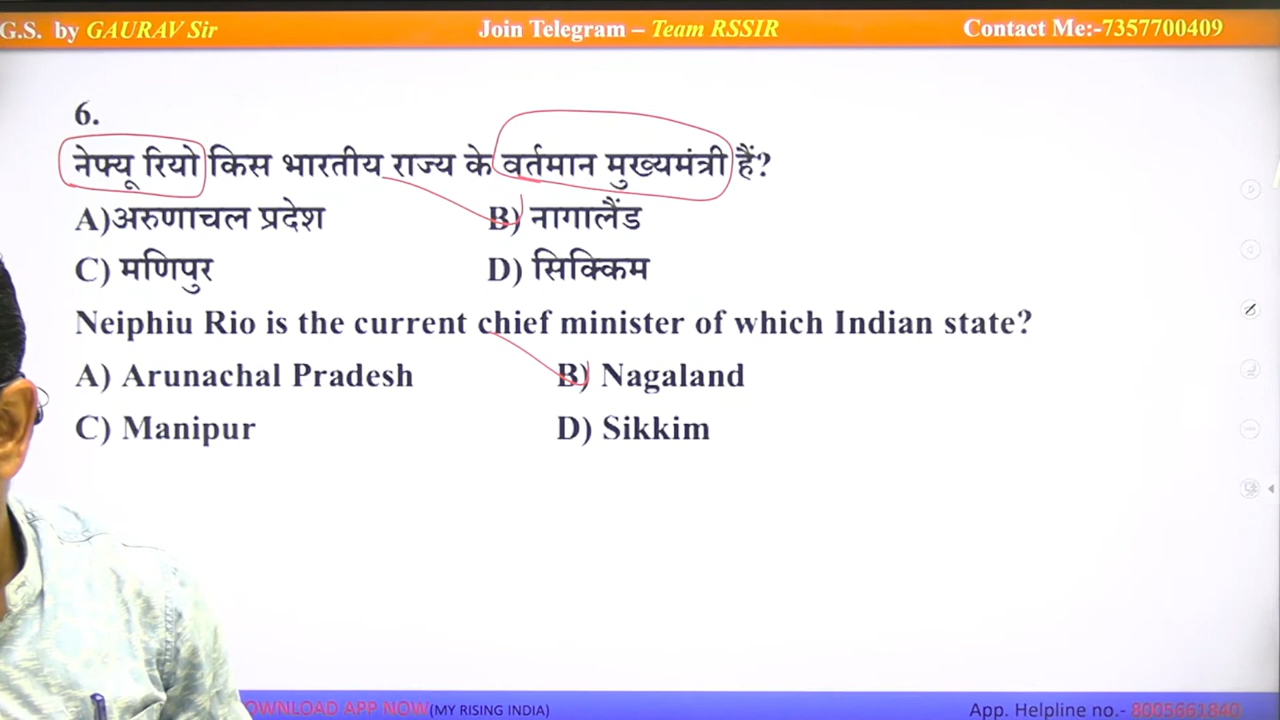 G.S. by GAURAV Sir Join Telegram – Team RSSIR Contact Me:-7357700409
6.
नेफ्यू रियो किस भारतीय राज्य के वर्तमान मुख्यमंत्री हैं?
A)अरुणाचल प्रदेश B) नागालैंड
C) मणिपुर D) सिक्किम
Neiphiu Rio is the current chief minister of which Indian state?
A) Arunachal Pradesh B) Nagaland
C) Manipur D) Sikkim
OWNLOAD APP NOW(MY RISING INDIA) App. Helpline no.- 8005661840